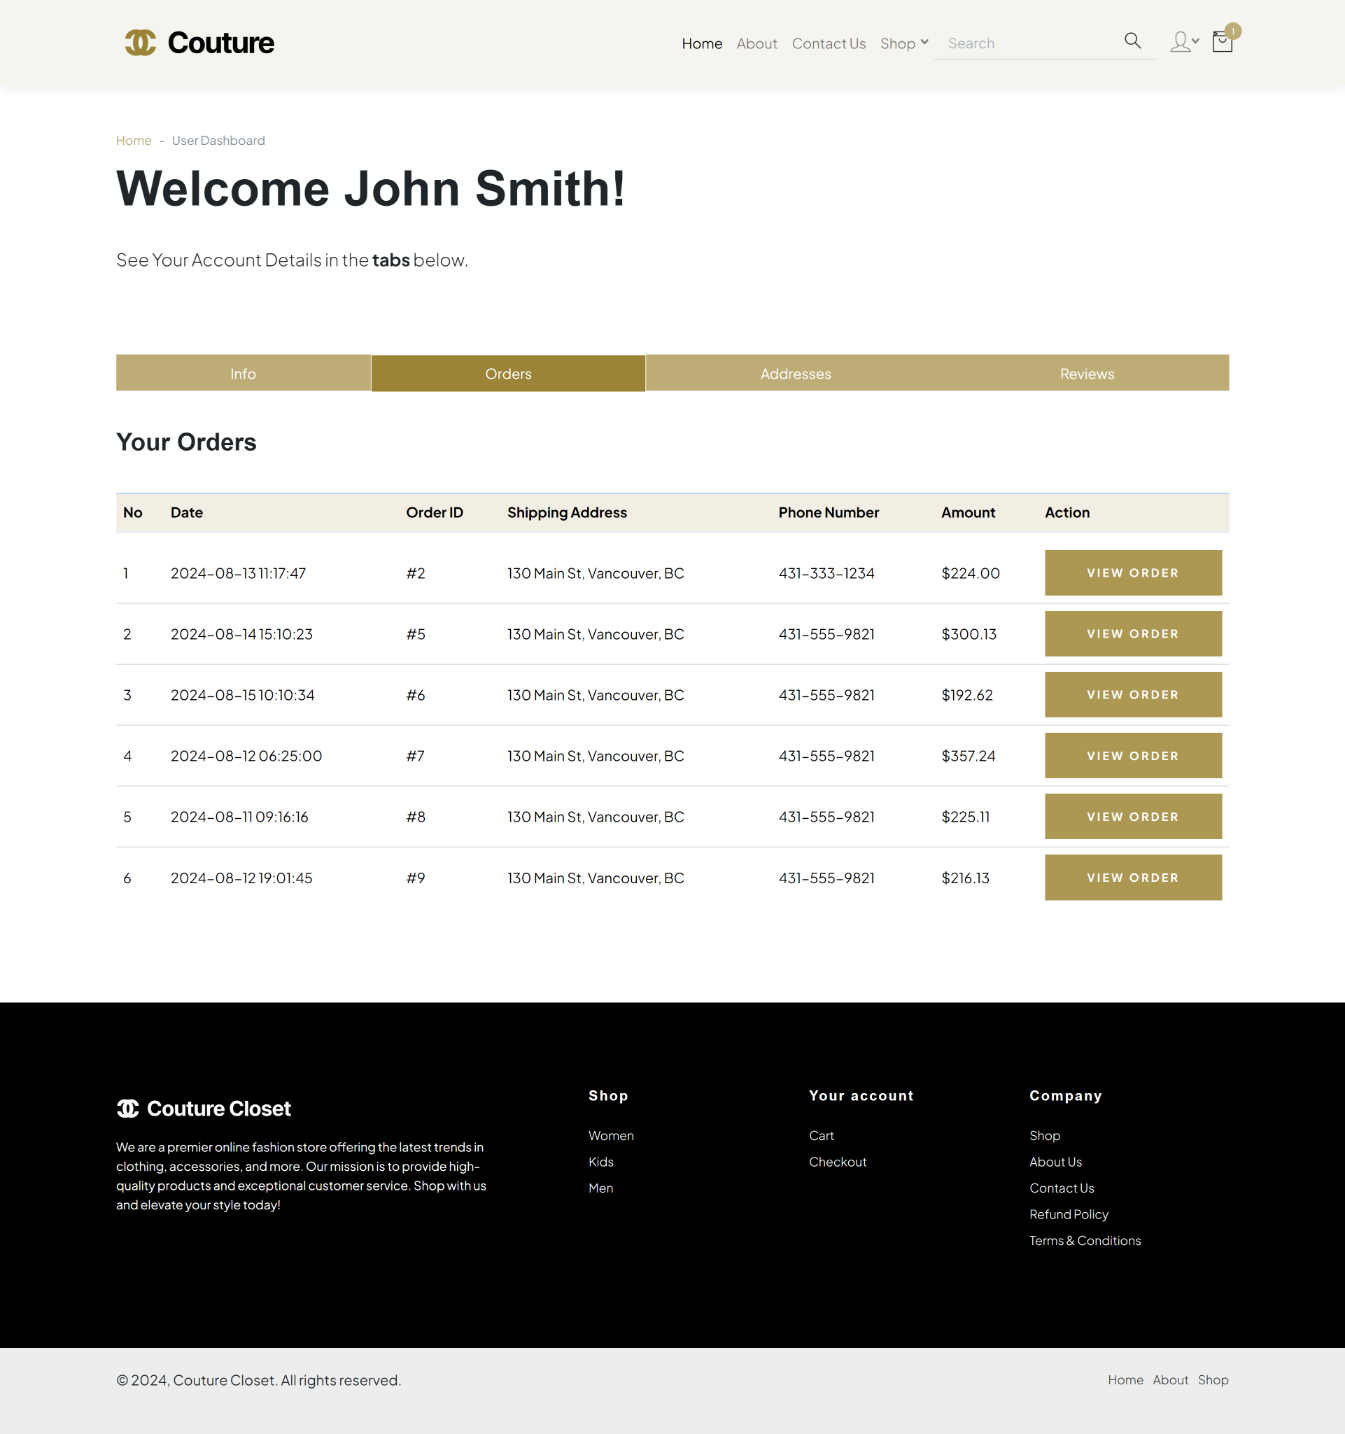 Couture
Home About Contact Us Shop Search 1
Home - User Dashboard
Welcome John Smith!
See Your Account Details in the tabs below.
Info Orders Addresses Reviews
Your Orders
No Date Order ID Shipping Address Phone Number Amount Action
1 2024-08-13 11:17:47 #2 130 Main St, Vancouver, BC 431-333-1234 $224.00 VIEW ORDER
2 2024-08-14 15:10:23 #5 130 Main St, Vancouver, BC 431-555-9821 $300.13 VIEW ORDER
3 2024-08-15 10:10:34 #6 130 Main St, Vancouver, BC 431-555-9821 $192.62 VIEW ORDER
4 2024-08-12 06:25:00 #7 130 Main St, Vancouver, BC 431-555-9821 $357.24 VIEW ORDER
5 2024-08-11 09:16:16 #8 130 Main St, Vancouver, BC 431-555-9821 $225.11 VIEW ORDER
6 2024-08-12 19:01:45 #9 130 Main St, Vancouver, BC 431-555-9821 $216.13 VIEW ORDER
Couture Closet
We are a premier online fashion store offering the latest trends in
clothing, accessories, and more. Our mission is to provide high-
quality products and exceptional customer service. Shop with us
and elevate your style today!
Shop
Women
Kids
Men
Your account
Cart
Checkout
Company
Shop
About Us
Contact Us
Refund Policy
Terms & Conditions
© 2024, Couture Closet. All rights reserved.
Home About Shop